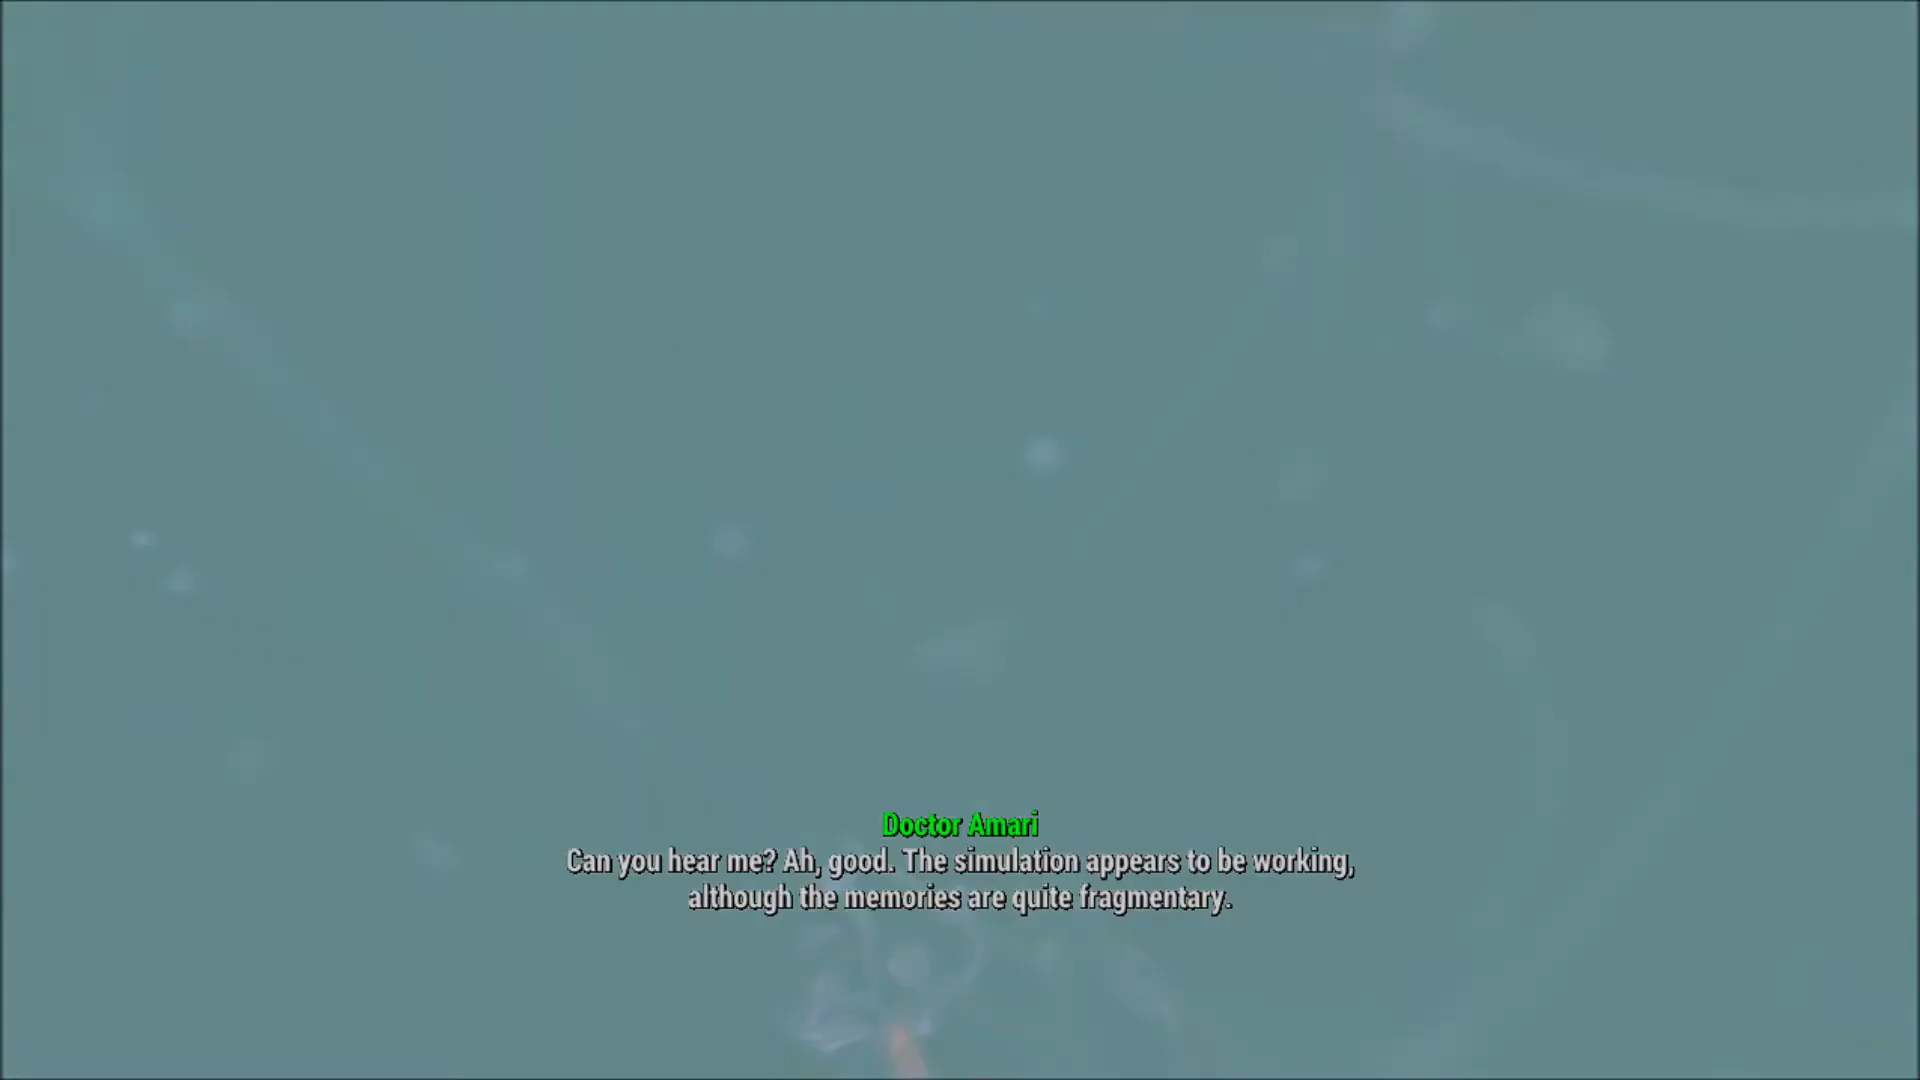 Doctor Amari
Can you hear me? Ah, good. The simulation appears to be working,
although the memories are quite fragmentary.